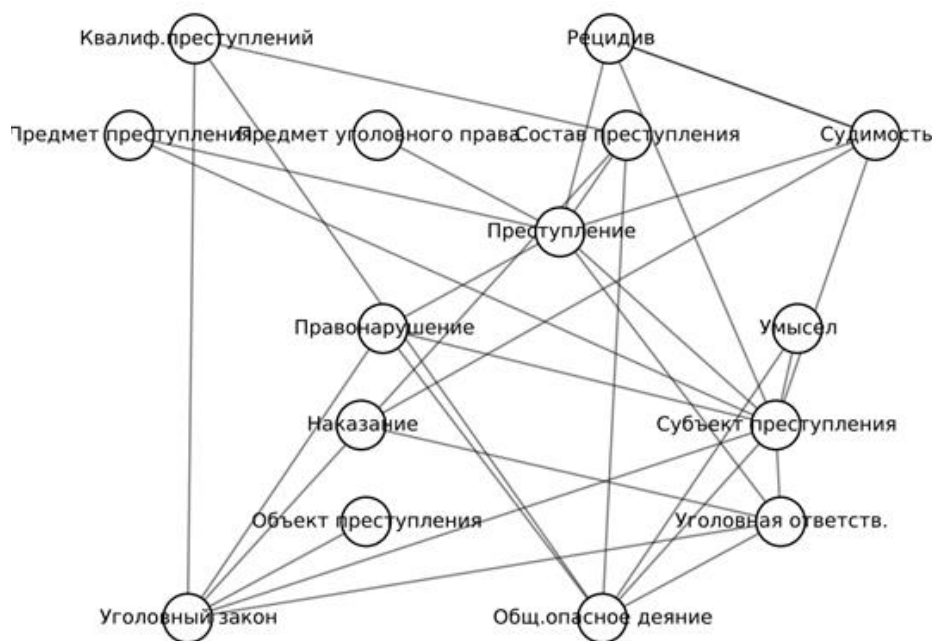 Квалиф.преступлений
Рецидив
Предмет преступления
Предмет уголовного права
Состав преступления
Судимость
Преступление
Правонарушение
Умысел
Наказание
Субъект преступления
Объект преступления
Уголовная ответств.
Уголовный закон
Общ.опасное деяние